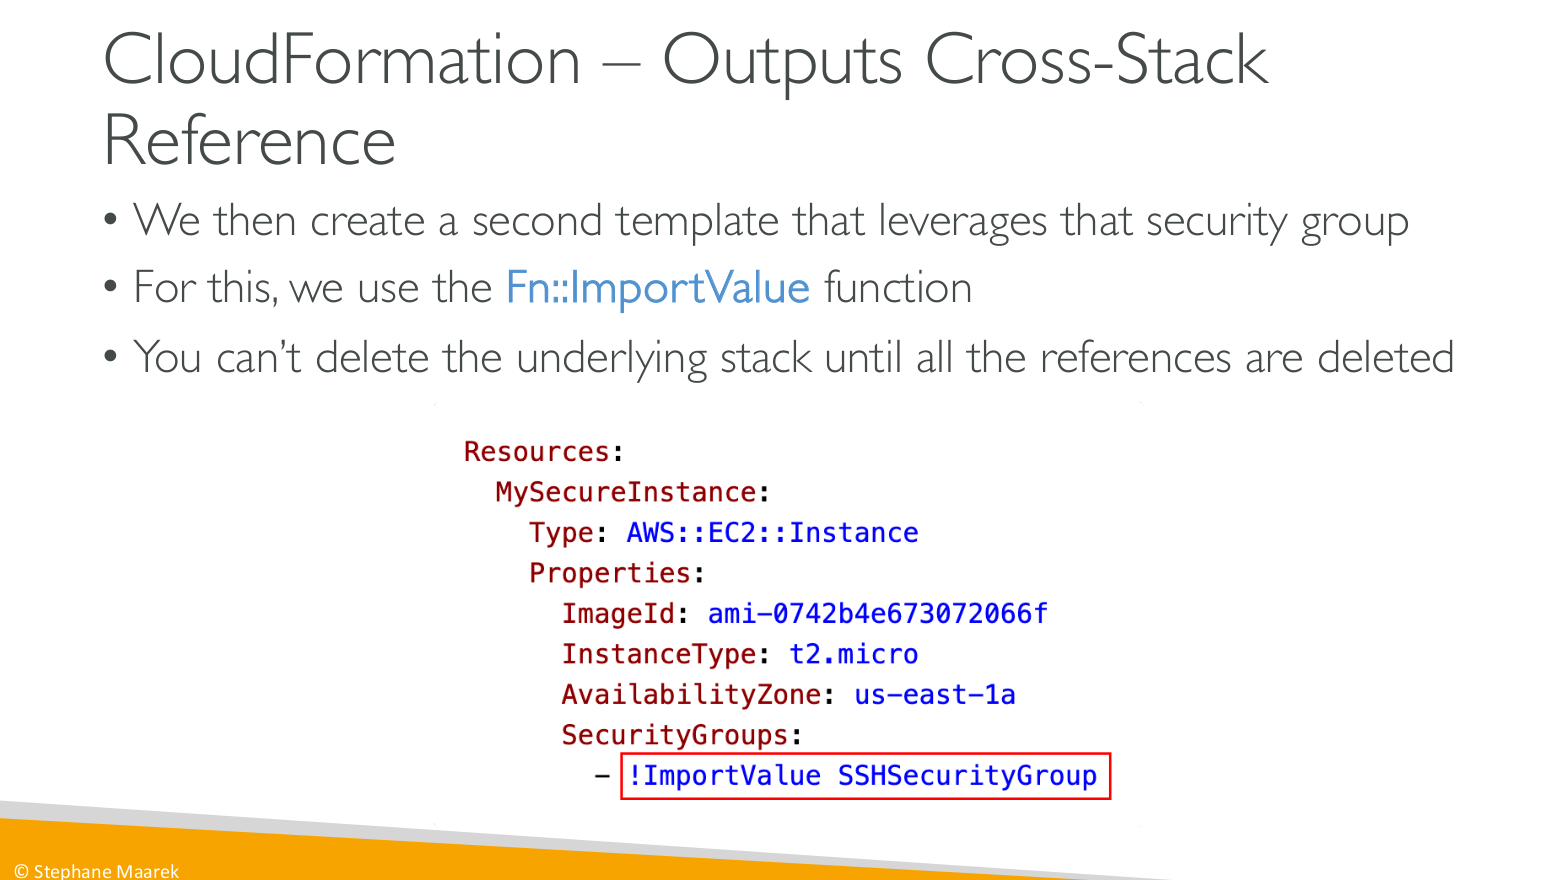 CloudFormation – Outputs Cross-Stack
Reference
• We then create a second template that leverages that security group
• For this, we use the Fn::ImportValue function
• You can’t delete the underlying stack until all the references are deleted
Resources:
  MySecureInstance:
    Type: AWS::EC2::Instance
    Properties:
      ImageId: ami-0742b4e673072066f
      InstanceType: t2.micro
      AvailabilityZone: us-east-1a
      SecurityGroups:
        - !ImportValue SSHSecurityGroup
© Stephane Maarek